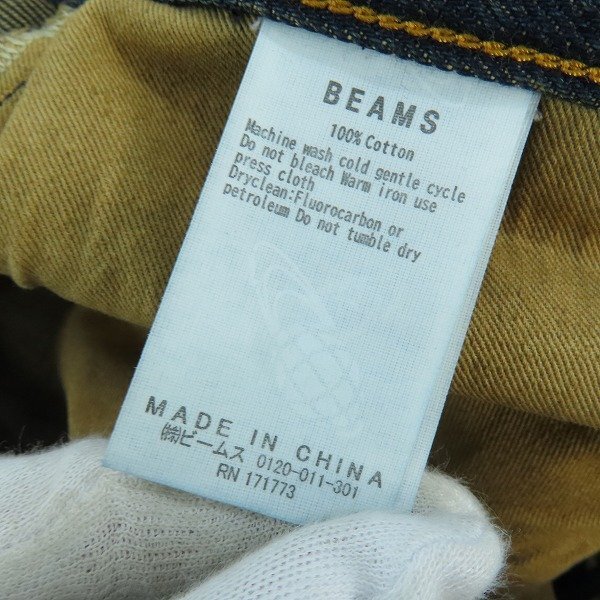 BEAMS
100% Cotton
Machine wash cold gentle cycle
Do not bleach Warm iron use
press cloth
Dryclean:Fluorocarbon or
petroleum Do not tumble dry
MADE IN CHINA
㈱ビームス 0120-011-301
RN 171773